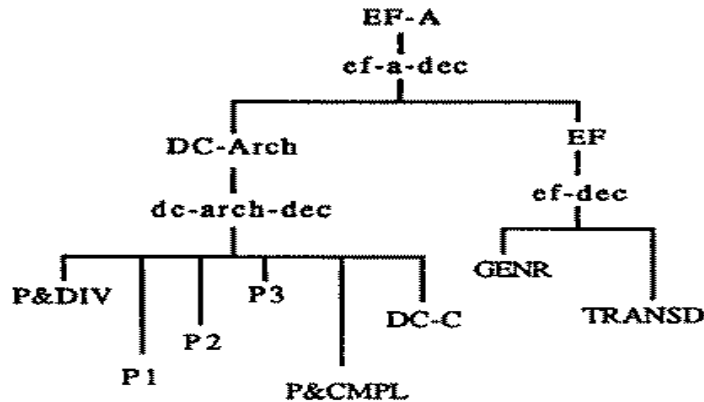 EF-A
ef-a-dec
DC-Arch
EF
dc-arch-dec
ef-dec
P&DIV
P1
P2
P3
P&CMPL
DC-C
GENR
TRANSD